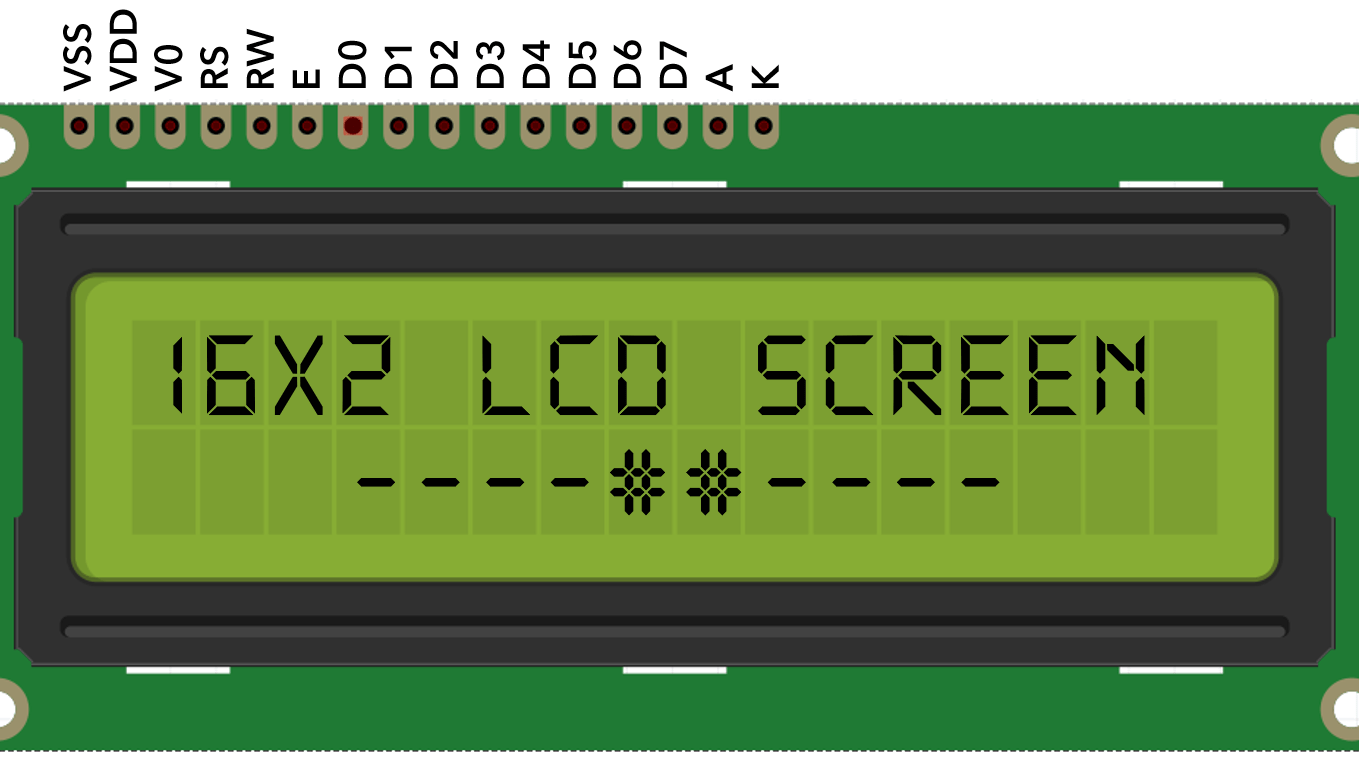 VSS VDD V0 RS RW E D0 D1 D2 D3 D4 D5 D6 D7 A K
16X2 LCD SCREEN
----##----